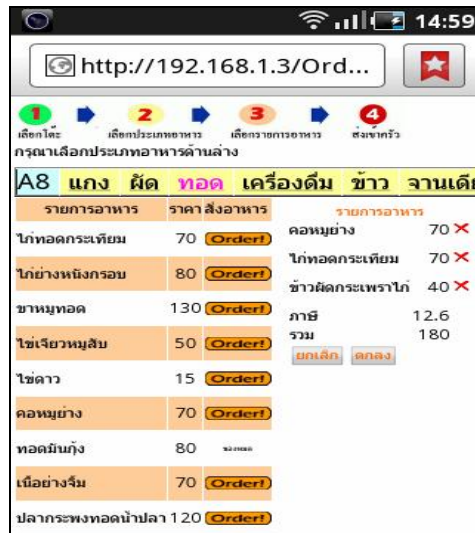 14:59
http://192.168.1.3/Ord...
1 2 3 4
เลือกโต๊ะ เลือกประเภทอาหาร เลือกรายการอาหาร ส่งเข้าครัว
กรุณาเลือกประเภทอาหารด้านล่าง
A8 แกง ผัด ทอด เครื่องดื่ม ข้าว จานเดี
รายการอาหาร ราคา สั่งอาหาร
ไก่ทอดกระเทียม 70 Order!
ไก่ย่างหนังกรอบ 80 Order!
ขาหมูทอด 130 Order!
ไข่เจียวหมูสับ 50 Order!
ไข่ดาว 15 Order!
คอหมูย่าง 70 Order!
ทอดมันกุ้ง 80
เนื้อย่างจิ้ม 70 Order!
ปลากระพงทอดน้ำปลา 120 Order!
รายการอาหาร
คอหมูย่าง 70
ไก่ทอดกระเทียม 70
ข้าวผัดกระเพราไก่ 40
ภาษี 12.6
รวม 180
ยกเลิก ตกลง